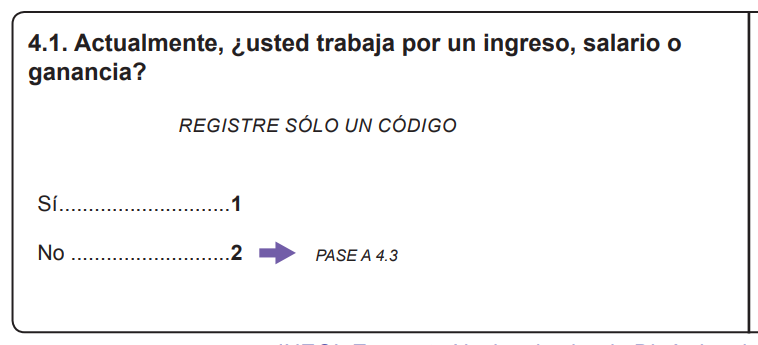 4.1. Actualmente, ¿usted trabaja por un ingreso, salario o
ganancia?
REGISTRE SÓLO UN CÓDIGO
Sí.............................1
No ...........................2 PASE A 4.3